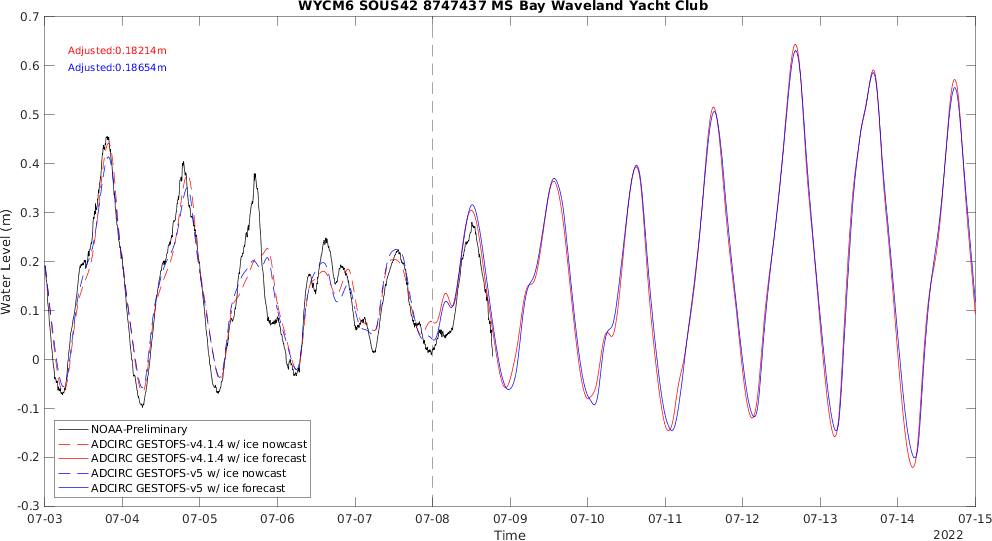 WYCM6 SOUS42 8747437 MS Bay Waveland Yacht Club
Adjusted:0.18214m
Adjusted:0.18654m
0.7
0.6
0.5
0.4
0.3
0.2
0.1
0
-0.1
-0.2
-0.3
Water Level (m)
NOAA-Preliminary
ADCIRC GESTOFS-v4.1.4 w/ ice nowcast
ADCIRC GESTOFS-v4.1.4 w/ ice forecast
ADCIRC GESTOFS-v5 w/ ice nowcast
ADCIRC GESTOFS-v5 w/ ice forecast
07-03 07-04 07-05 07-06 07-07 07-08 07-09 07-10 07-11 07-12 07-13 07-14 07-15
Time
2022